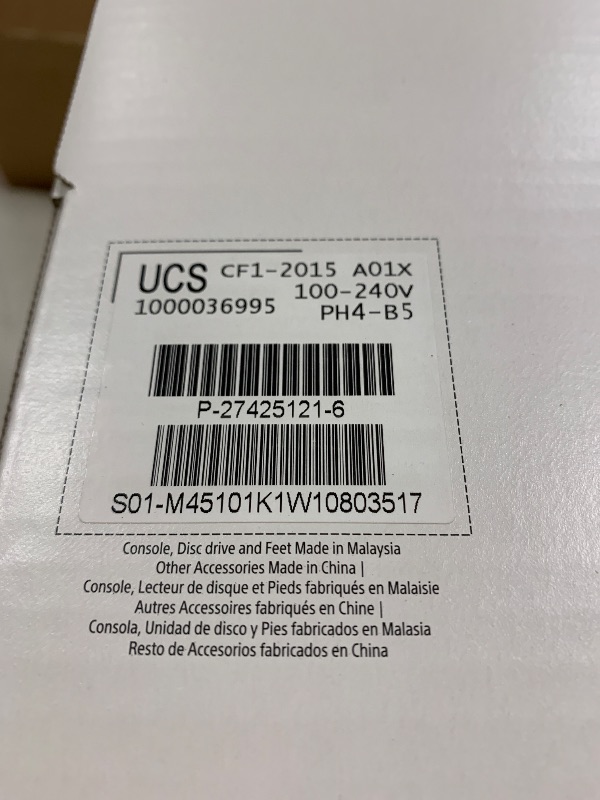 UCS CF1-2015 A01X
100-240V
1000036995 PH4-B5
P-27425121-6
S01-M45101K1W10803517
Console, Disc drive and Feet Made in Malaysia
Other Accessories Made in China |
Console, Lecteur de disque et Pieds fabriqués en Malaisie
Autres Accessoires fabriqués en Chine |
Consola, Unidad de disco y Pies fabricados en Malasia
Resto de Accesorios fabricados en China